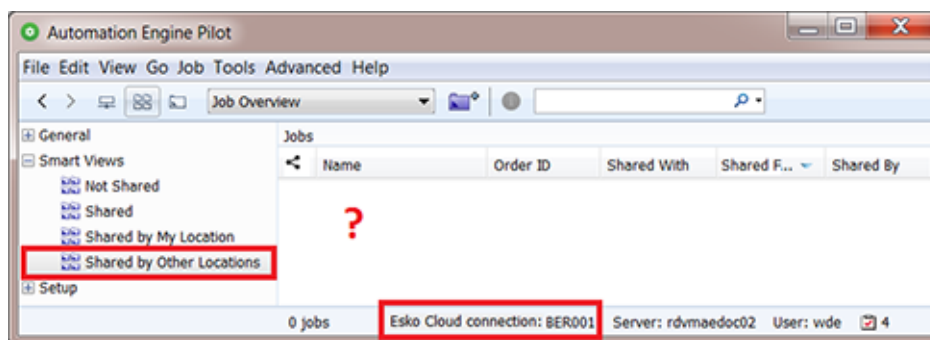 Automation Engine Pilot
File Edit View Go Job Tools Advanced Help
Job Overview
General
Jobs
Smart Views
Name Order ID Shared With Shared F... Shared By
Not Shared
Shared
Shared by My Location
?
Shared by Other Locations
Setup
0 jobs Esko Cloud connection: BER001 Server: rdvmaedoc02 User: wde 4